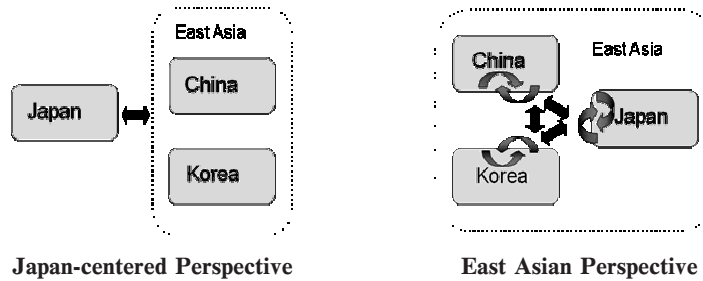 East Asia
China
Japan
Korea
Japan-centered Perspective
China
East Asia
Japan
Korea
East Asian Perspective